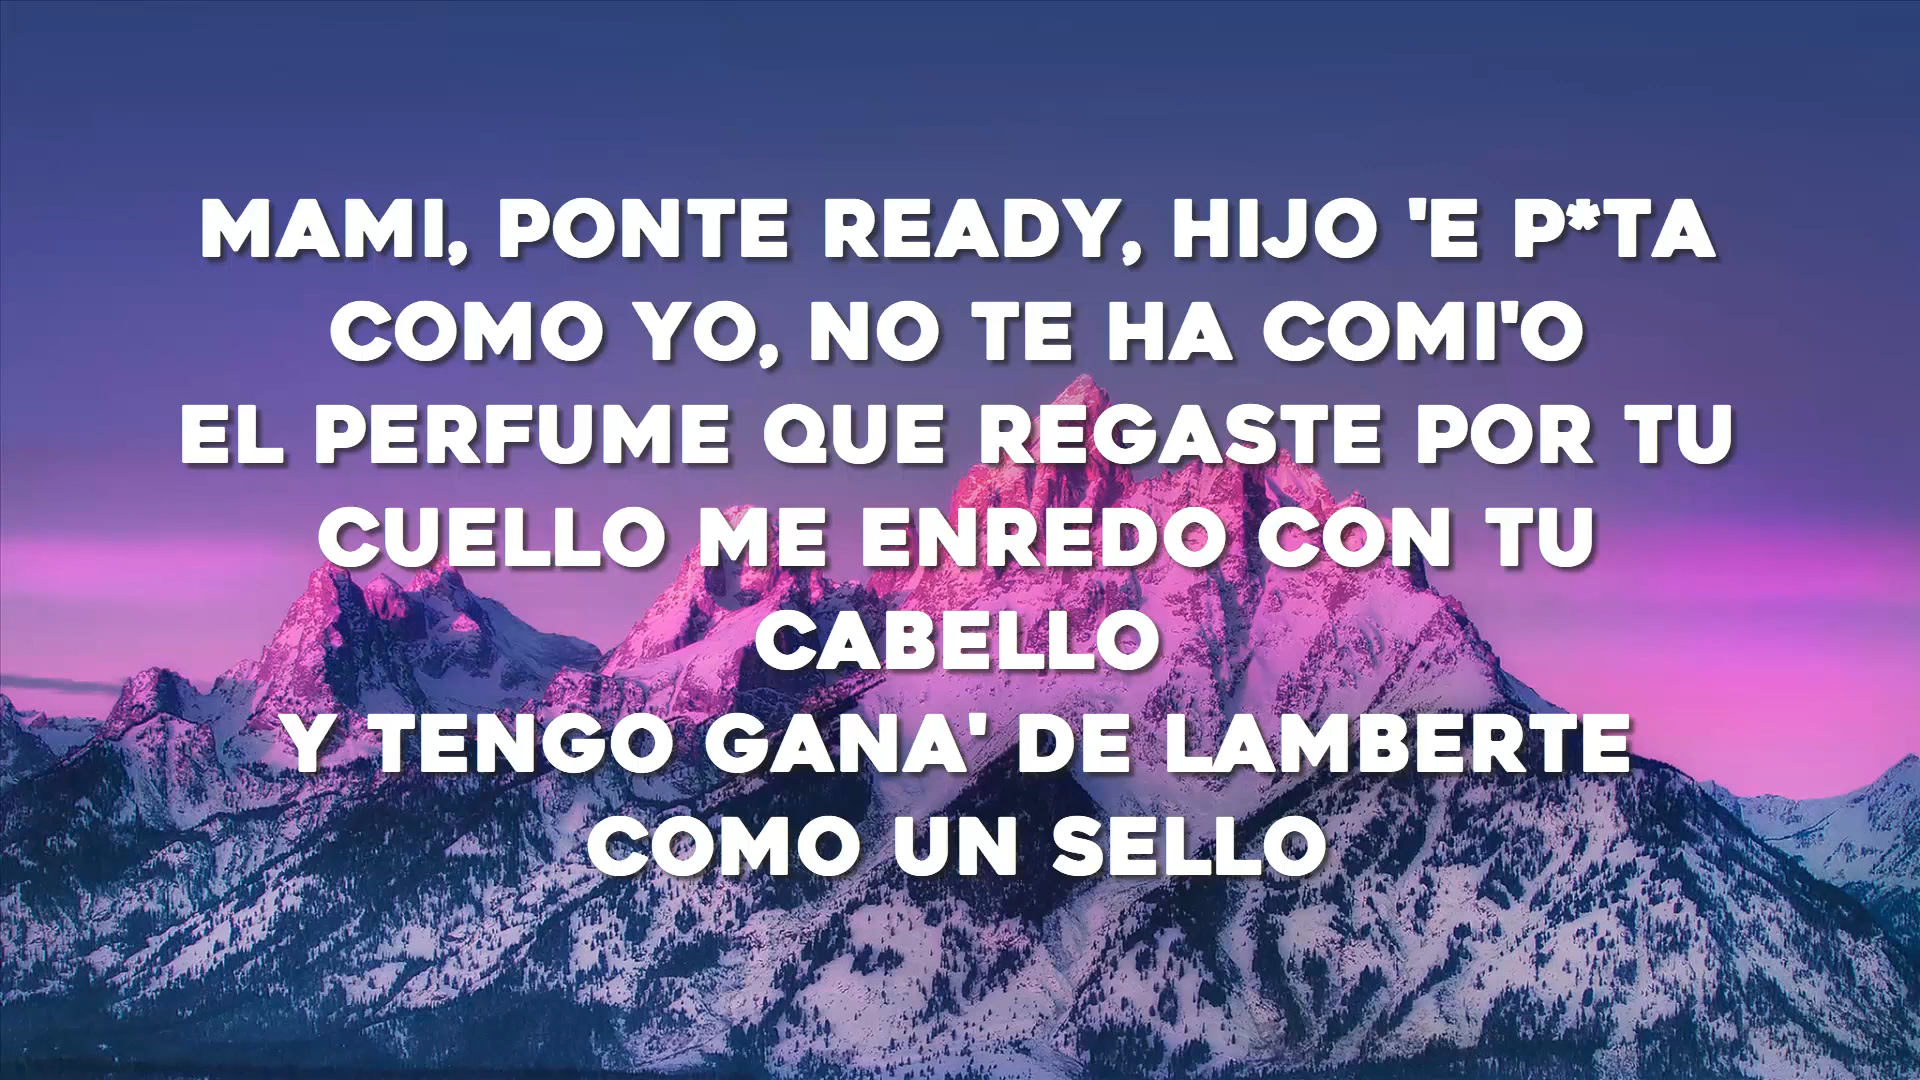 MAMI, PONTE READY, HIJO 'E P*TA
COMO YO, NO TE HA COMI'O
EL PERFUME QUE REGASTE POR TU
CUELLO ME ENREDO CON TU
CABELLO
Y TENGO GANA' DE LAMBERTE
COMO UN SELLO